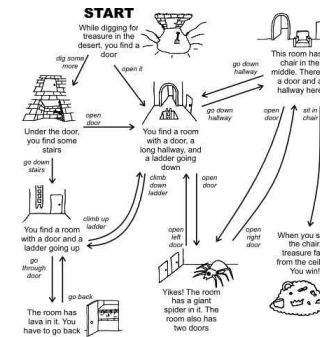 START
While digging for
treasure in the
desert, you find a
door
dig some
more
open it
open
door
Under the door,
you find some
stairs
You find a room
with a door, a
long hallway, and
a ladder going
down
go down
hallway
go down
hallway
This room has
chair in the
middle. There
a door and a
hallway here
open
door
sit in
chair
go down
stairs
climb
down
ladder
open
door
climb up
ladder
You find a room
with a door and a
ladder going up
open
left
door
open
right
door
When you s
the chair,
treasure fa
from the ceil
You win!
go
through
door
go back
Yikes! The room
has a giant
spider in it. The
room also has
two doors
The room has
lava in it. You
have to go back